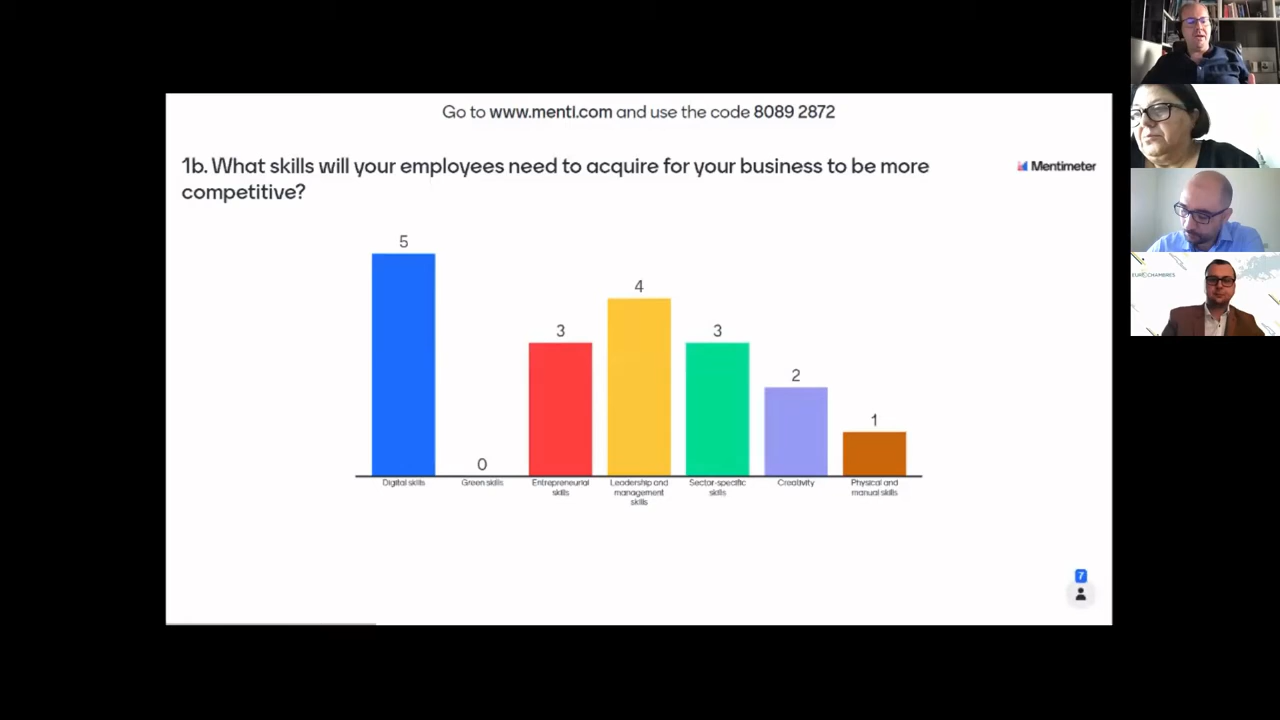 Go to www.menti.com and use the code 8089 2872
1b. What skills will your employees need to acquire for your business to be more
competitive?
Mentimeter
5
0
3
4
3
2
1
Digital skills
Green skills
Entrepreneurial
skills
Leadership and
management
skills
Sector-specific
skills
Creativity
Physical and
manual skills
7
EUROCHAMBRES